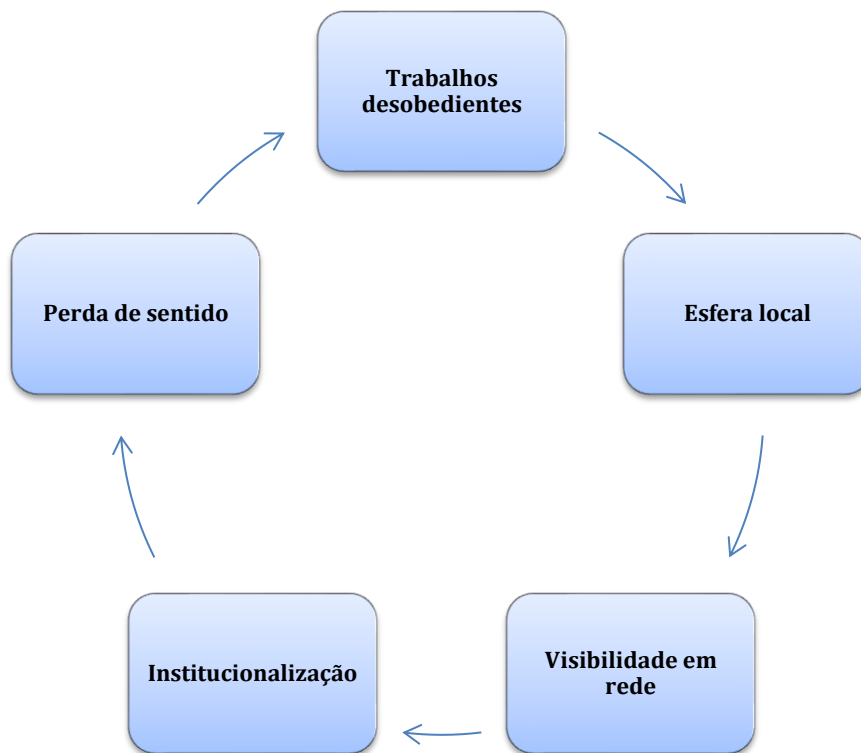 Trabalhos
desobedientes
Esfera local
Visibilidade em
rede
Institucionalização
Perda de sentido